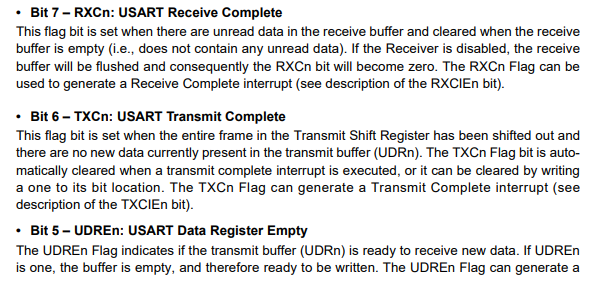 • Bit 7 – RXCn: USART Receive Complete
This flag bit is set when there are unread data in the receive buffer and cleared when the receive
buffer is empty (i.e., does not contain any unread data). If the Receiver is disabled, the receive
buffer will be flushed and consequently the RXCn bit will become zero. The RXCn Flag can be
used to generate a Receive Complete interrupt (see description of the RXCIEn bit).
• Bit 6 – TXCn: USART Transmit Complete
This flag bit is set when the entire frame in the Transmit Shift Register has been shifted out and
there are no new data currently present in the transmit buffer (UDRn). The TXCn Flag bit is auto-
matically cleared when a transmit complete interrupt is executed, or it can be cleared by writing
a one to its bit location. The TXCn Flag can generate a Transmit Complete interrupt (see
description of the TXCIEn bit).
• Bit 5 – UDREn: USART Data Register Empty
The UDREn Flag indicates if the transmit buffer (UDRn) is ready to receive new data. If UDREn
is one, the buffer is empty, and therefore ready to be written. The UDREn Flag can generate a